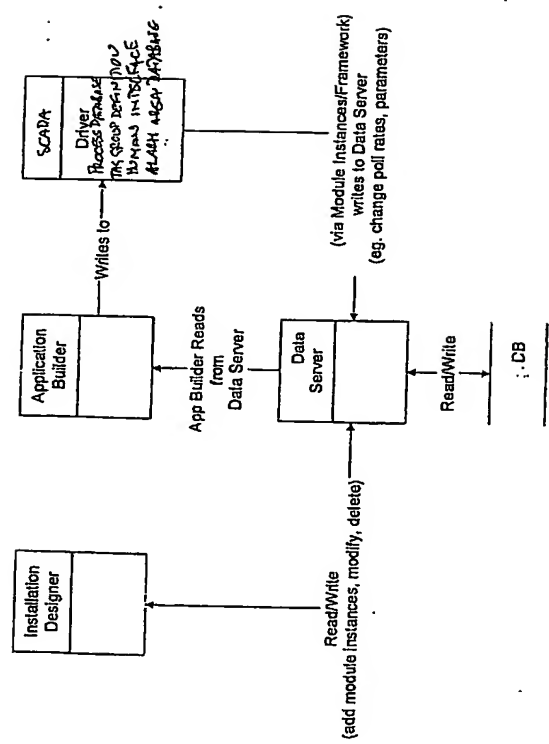 Installation
Designer
Application
Builder
SCADA
Driver
PROCESS DATABASE
TAG GROUP DEFINITION
HUMAN INTERFACE
ALARM AREA DATABASE
Writes to
App Builder Reads
from
Data Server
Data
Server
Read/Write
(add module instances, modify, delete)
(via Module Instances/Framework)
writes to Data Server
(eg. change poll rates, parameters)
Read/Write
CB